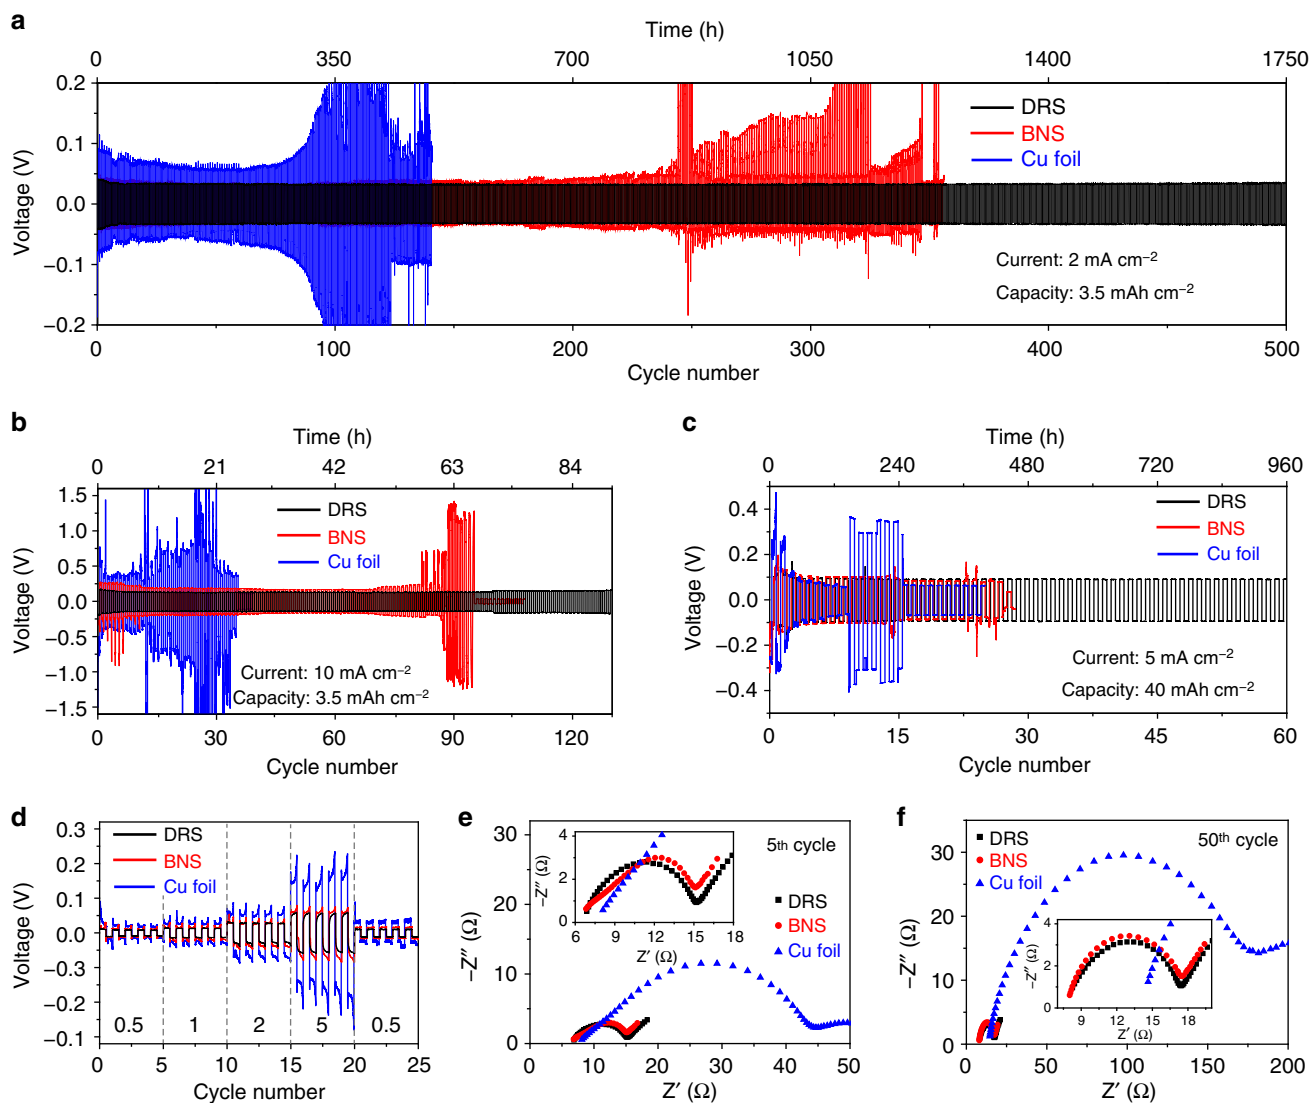 a
Time (h)
0 350 700 1050 1400 1750
0.2
0.1
0.0
−0.1
−0.2
Voltage (V)
DRS
BNS
Cu foil
Current: 2 mA cm⁻²
Capacity: 3.5 mAh cm⁻²
0 100 200 300 400 500
Cycle number
b
Time (h)
0 21 42 63 84
1.5
1.0
0.5
0.0
−0.5
−1.0
−1.5
Voltage (V)
DRS
BNS
Cu foil
Current: 10 mA cm⁻²
Capacity: 3.5 mAh cm⁻²
0 30 60 90 120
Cycle number
c
Time (h)
0 240 480 720 960
0.4
0.2
0.0
−0.2
−0.4
Voltage (V)
DRS
BNS
Cu foil
Current: 5 mA cm⁻²
Capacity: 40 mAh cm⁻²
0 15 30 45 60
Cycle number
d
0.3
0.2
0.1
0.0
−0.3
−0.2
−0.1
Voltage (V)
DRS
BNS
Cu foil
0.5 1 2 5 0.5
0 5 10 15 20 25
Cycle number
e
30
20
10
0
−Z″ (Ω)
5th cycle
DRS
BNS
Cu foil
4
2
0
−Z″ (Ω)
6 9 12 15 18
Z′ (Ω)
0 10 20 30 40 50
Z′ (Ω)
f
30
15
0
−Z″ (Ω)
DRS
BNS
Cu foil
50th cycle
4
2
0
−Z″ (Ω)
9 12 15 18
Z′ (Ω)
0 50 100 150 200
Z′ (Ω)